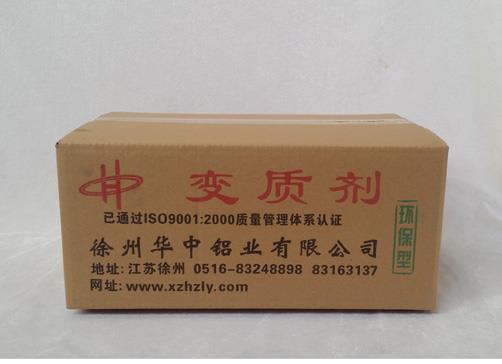 变质剂
已通过ISO9001:2000质量管理体系认证
徐州华中铝业有限公司
地址: 江苏徐州 0516-83248898 83163137
网址: www.xzhzly.com
环保型